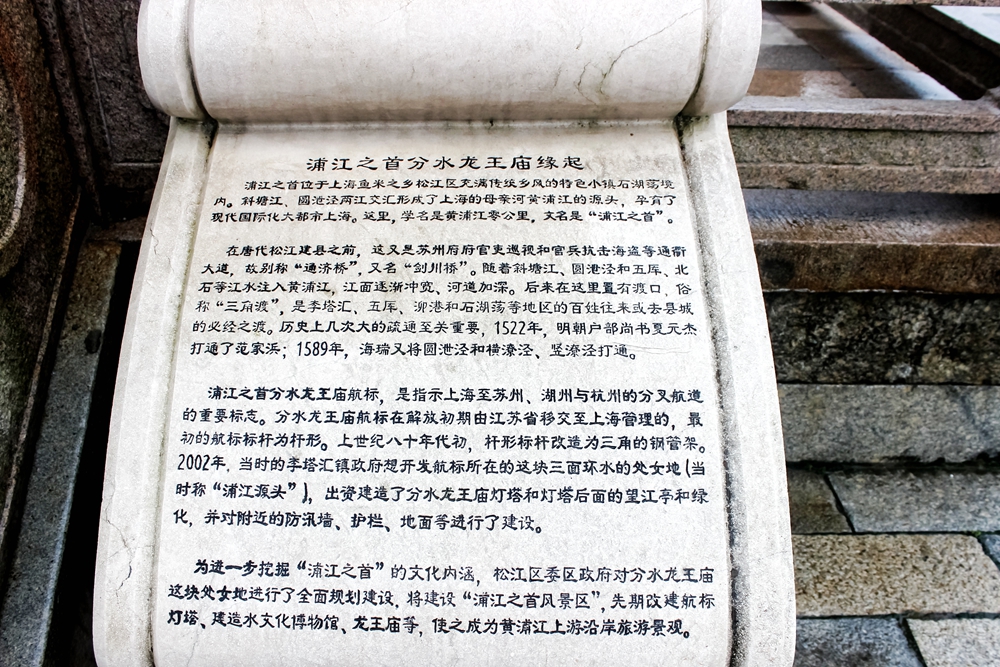 浦江之首分水龙王庙缘起
浦江之首位于上海鱼米之乡松江区充满传统乡风的特色小镇石湖荡境
内。斜塘江、圆泄泾两江交汇形成了上海的母亲河黄浦江的源头，孕育了
现代国际化大都市上海。这里，学名是黄浦江零公里，文名是“浦江之首”。
在唐代松江建县之前，这又是苏州府府官吏巡视和官兵抗击海盗等通衢
大道，故别称“通济桥”，又名“剑川桥”。随着斜塘江、圆泄泾和五厍、北
石等江水注入黄浦江，江面逐渐冲宽、河道加深。后来在这里置有渡口，俗
称“三角渡”，是李塔汇、五厍、泖港和石湖荡等地区的百姓往来或去县城
的必经之渡。历史上几次大的疏通至关重要，1522年，明朝户部尚书夏元杰
打通了范家浜；1589年，海瑞又将圆泄泾和横潦泾、竖潦泾打通。
浦江之首分水龙王庙航标，是指示上海至苏州、湖州与杭州的分叉航道
的重要标志。分水龙王庙航标在解放初期由江苏省移交至上海管理的，最
初的航标标杆为杆形。上世纪八十年代初，杆形标杆改造为三角的钢管架。
2002年，当时的李塔汇镇政府想开发航标所在的这块三面环水的处女地（当
时称“浦江源头”），出资建造了分水龙王庙灯塔和灯塔后面的望江亭和绿
化，并对附近的防汛墙、护栏、地面等进行了建设。
为进一步挖掘“浦江之首”的文化内涵，松江区委区政府对分水龙王庙
这块处女地进行了全面规划建设，将建设“浦江之首风景区”，先期改建航标
灯塔、建造水文化博物馆、龙王庙等，使之成为黄浦江上游沿岸旅游景观。